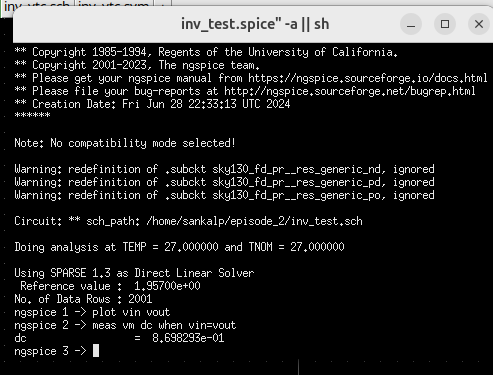 inv_vtc.sch inv_vtc.sym
inv_test.spice" -a || sh
** Copyright 1985-1994, Regents of the University of California.
** Copyright 2001-2023, The ngspice team.
** Please get your ngspice manual from https://ngspice.sourceforge.io/docs.html
** Please file your bug-reports at http://ngspice.sourceforge.net/bugrep.html
** Creation Date: Fri Jun 28 22:33:13 UTC 2024
******
Note: No compatibility mode selected!
Warning: redefinition of .subckt sky130_fd_pr__res_generic_nd, ignored
Warning: redefinition of .subckt sky130_fd_pr__res_generic_pd, ignored
Warning: redefinition of .subckt sky130_fd_pr__res_generic_po, ignored
Circuit: ** sch_path: /home/sankalp/episode_2/inv_test.sch
Doing analysis at TEMP = 27.000000 and TNOM = 27.000000
Using SPARSE 1.3 as Direct Linear Solver
Reference value : 1.95700e+00
No. of Data Rows : 2001
ngspice 1 -> plot vin vout
ngspice 2 -> meas vm dc when vin=vout
dc = 8.698293e-01
ngspice 3 ->